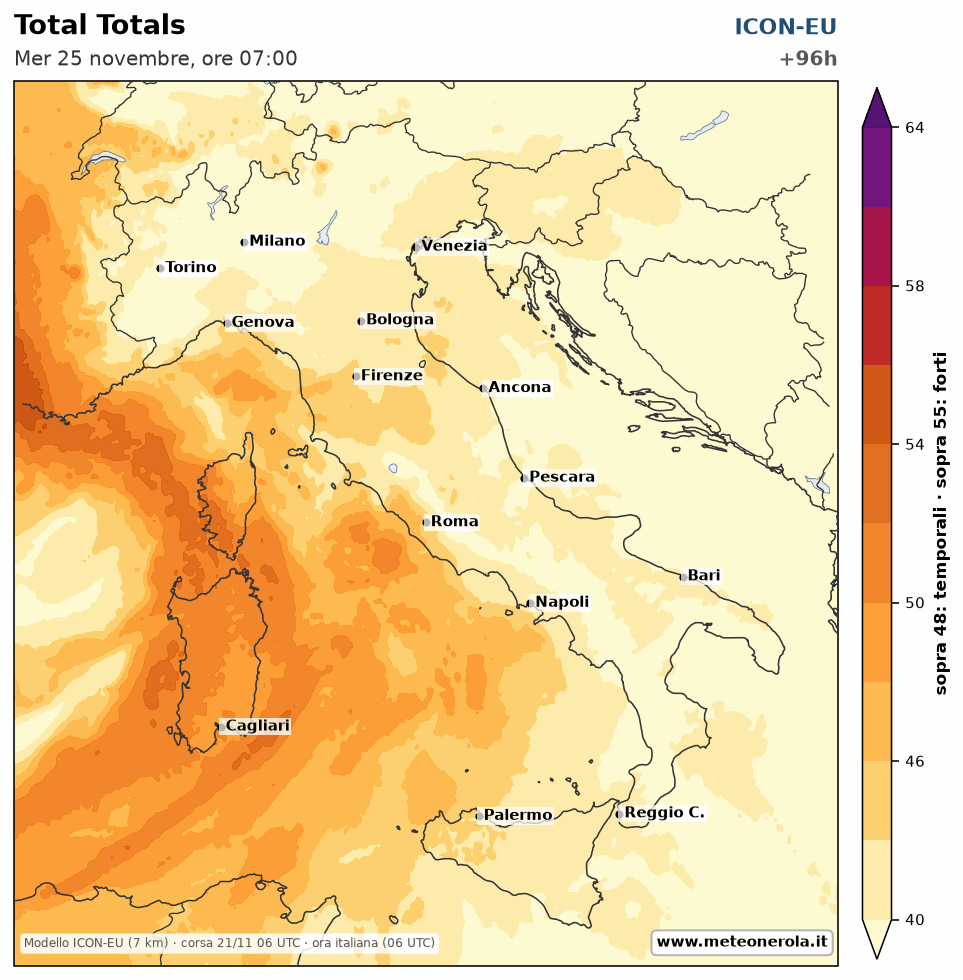 Total Totals
ICON-EU
Mer 25 novembre, ore 07:00
+96h
64
58
54
50
46
40
sopra 48: temporali · sopra 55: forti
Milano
Venezia
Torino
Genova
Bologna
Firenze
Ancona
Pescara
Roma
Bari
Napoli
Cagliari
Palermo
Reggio C.
Modello ICON-EU (7 km) · corsa 21/11 06 UTC · ora italiana (06 UTC)
www.meteonerola.it